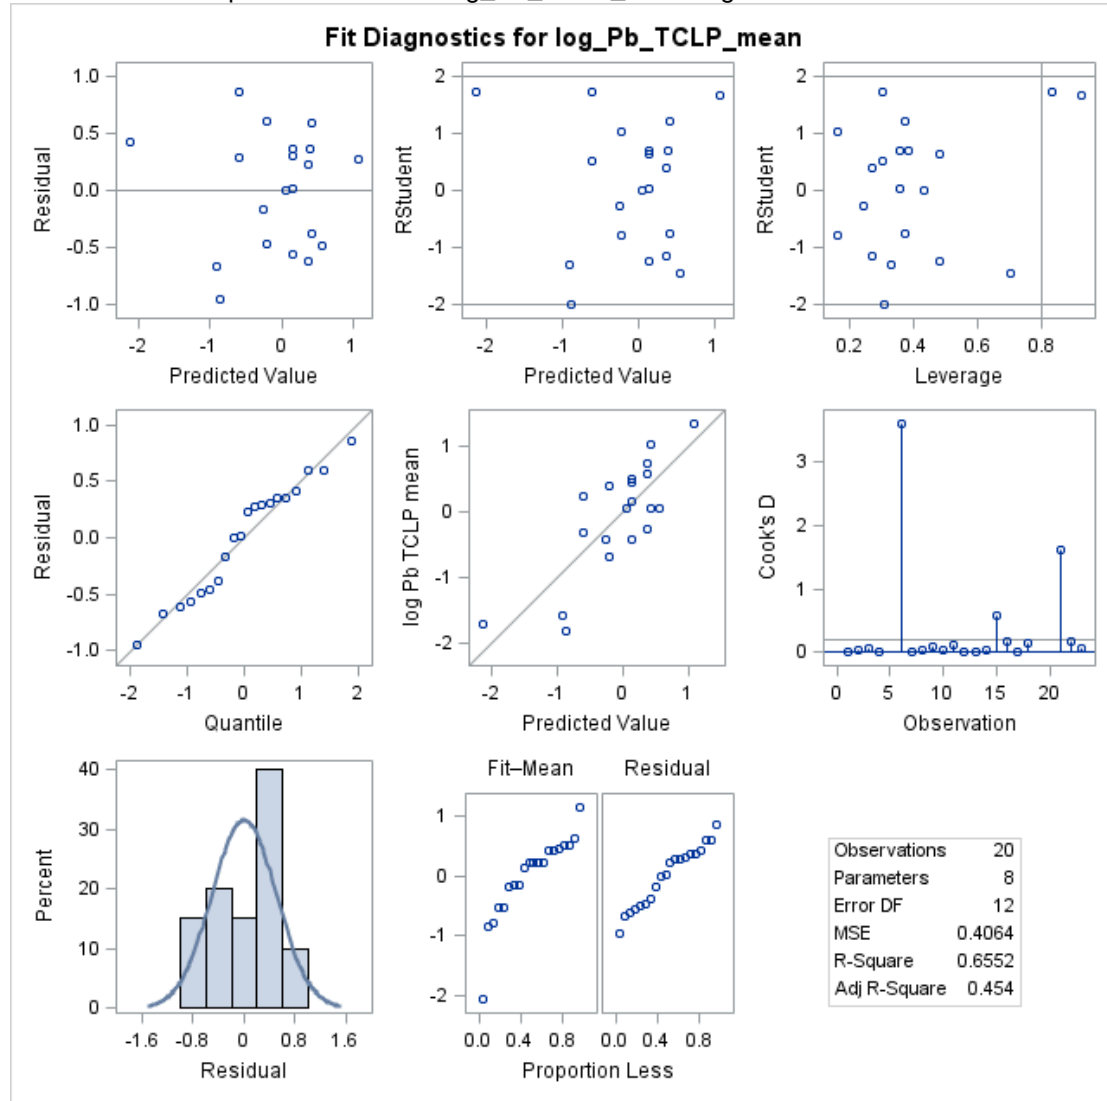 Fit Diagnostics for log_Pb_TCLP_mean
1.0
0.5
0.0
-0.5
-1.0
Residual
-2 -1 0 1
Predicted Value
2
1
0
-1
-2
RStudent
-2 -1 0 1
Predicted Value
2
1
0
-1
-2
RStudent
0.2 0.4 0.6 0.8
Leverage
1.0
0.5
0.0
-0.5
-1.0
Residual
-2 -1 0 1 2
Quantile
1
0
-1
-2
log Pb TCLP mean
-2 -1 0 1
Predicted Value
3
2
1
0
Cook's D
0 5 10 15 20
Observation
40
30
20
10
0
Percent
-1.6 -0.8 0 0.8 1.6
Residual
Fit–Mean Residual
1
0
-1
-2
0.0 0.4 0.8 0.0 0.4 0.8
Proportion Less
Observations 20
Parameters 8
Error DF 12
MSE 0.4064
R-Square 0.6552
Adj R-Square 0.454